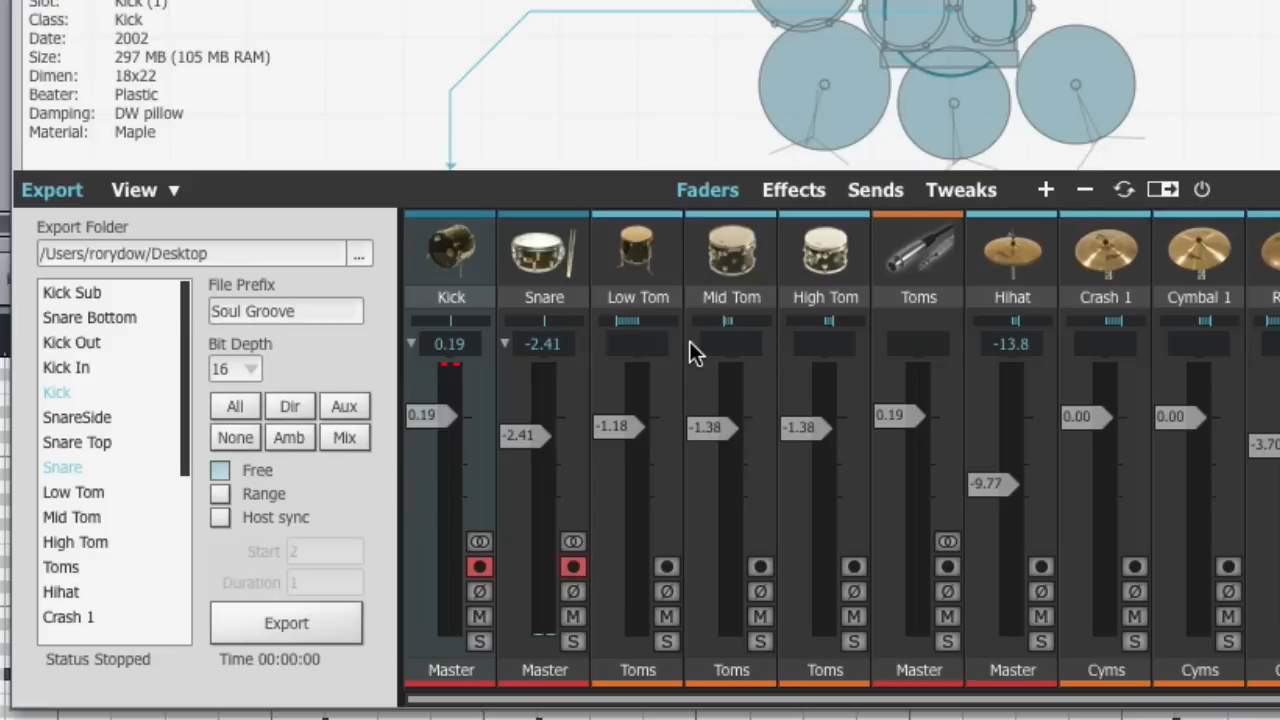 Slot: Kick (1)
Class: Kick
Date: 2002
Size: 297 MB (105 MB RAM)
Dimen: 18x22
Beater: Plastic
Damping: DW pillow
Material: Maple
Export View ▼ Faders Effects Sends Tweaks
Export Folder
/Users/rorydow/Desktop ...
Kick Sub
Snare Bottom
Kick Out
Kick In
Kick
SnareSide
Snare Top
Snare
Low Tom
Mid Tom
High Tom
Toms
Hihat
Crash 1
File Prefix
Soul Groove
Bit Depth
16
All Dir Aux
None Amb Mix
Free
Range
Host sync
Start 2
Duration 1
Export
Status Stopped Time 00:00:00
Kick Snare Low Tom Mid Tom High Tom Toms Hihat Crash 1 Cymbal 1
0.19 -2.41 -13.8
0.19 -2.41 -1.18 -1.38 -1.38 0.19 -9.77 0.00 0.00 -3.70
Ø Ø Ø Ø Ø Ø Ø Ø Ø
M M M M M M M M M
S S S S S S S S S
Master Master Toms Toms Toms Master Master Cyms Cyms